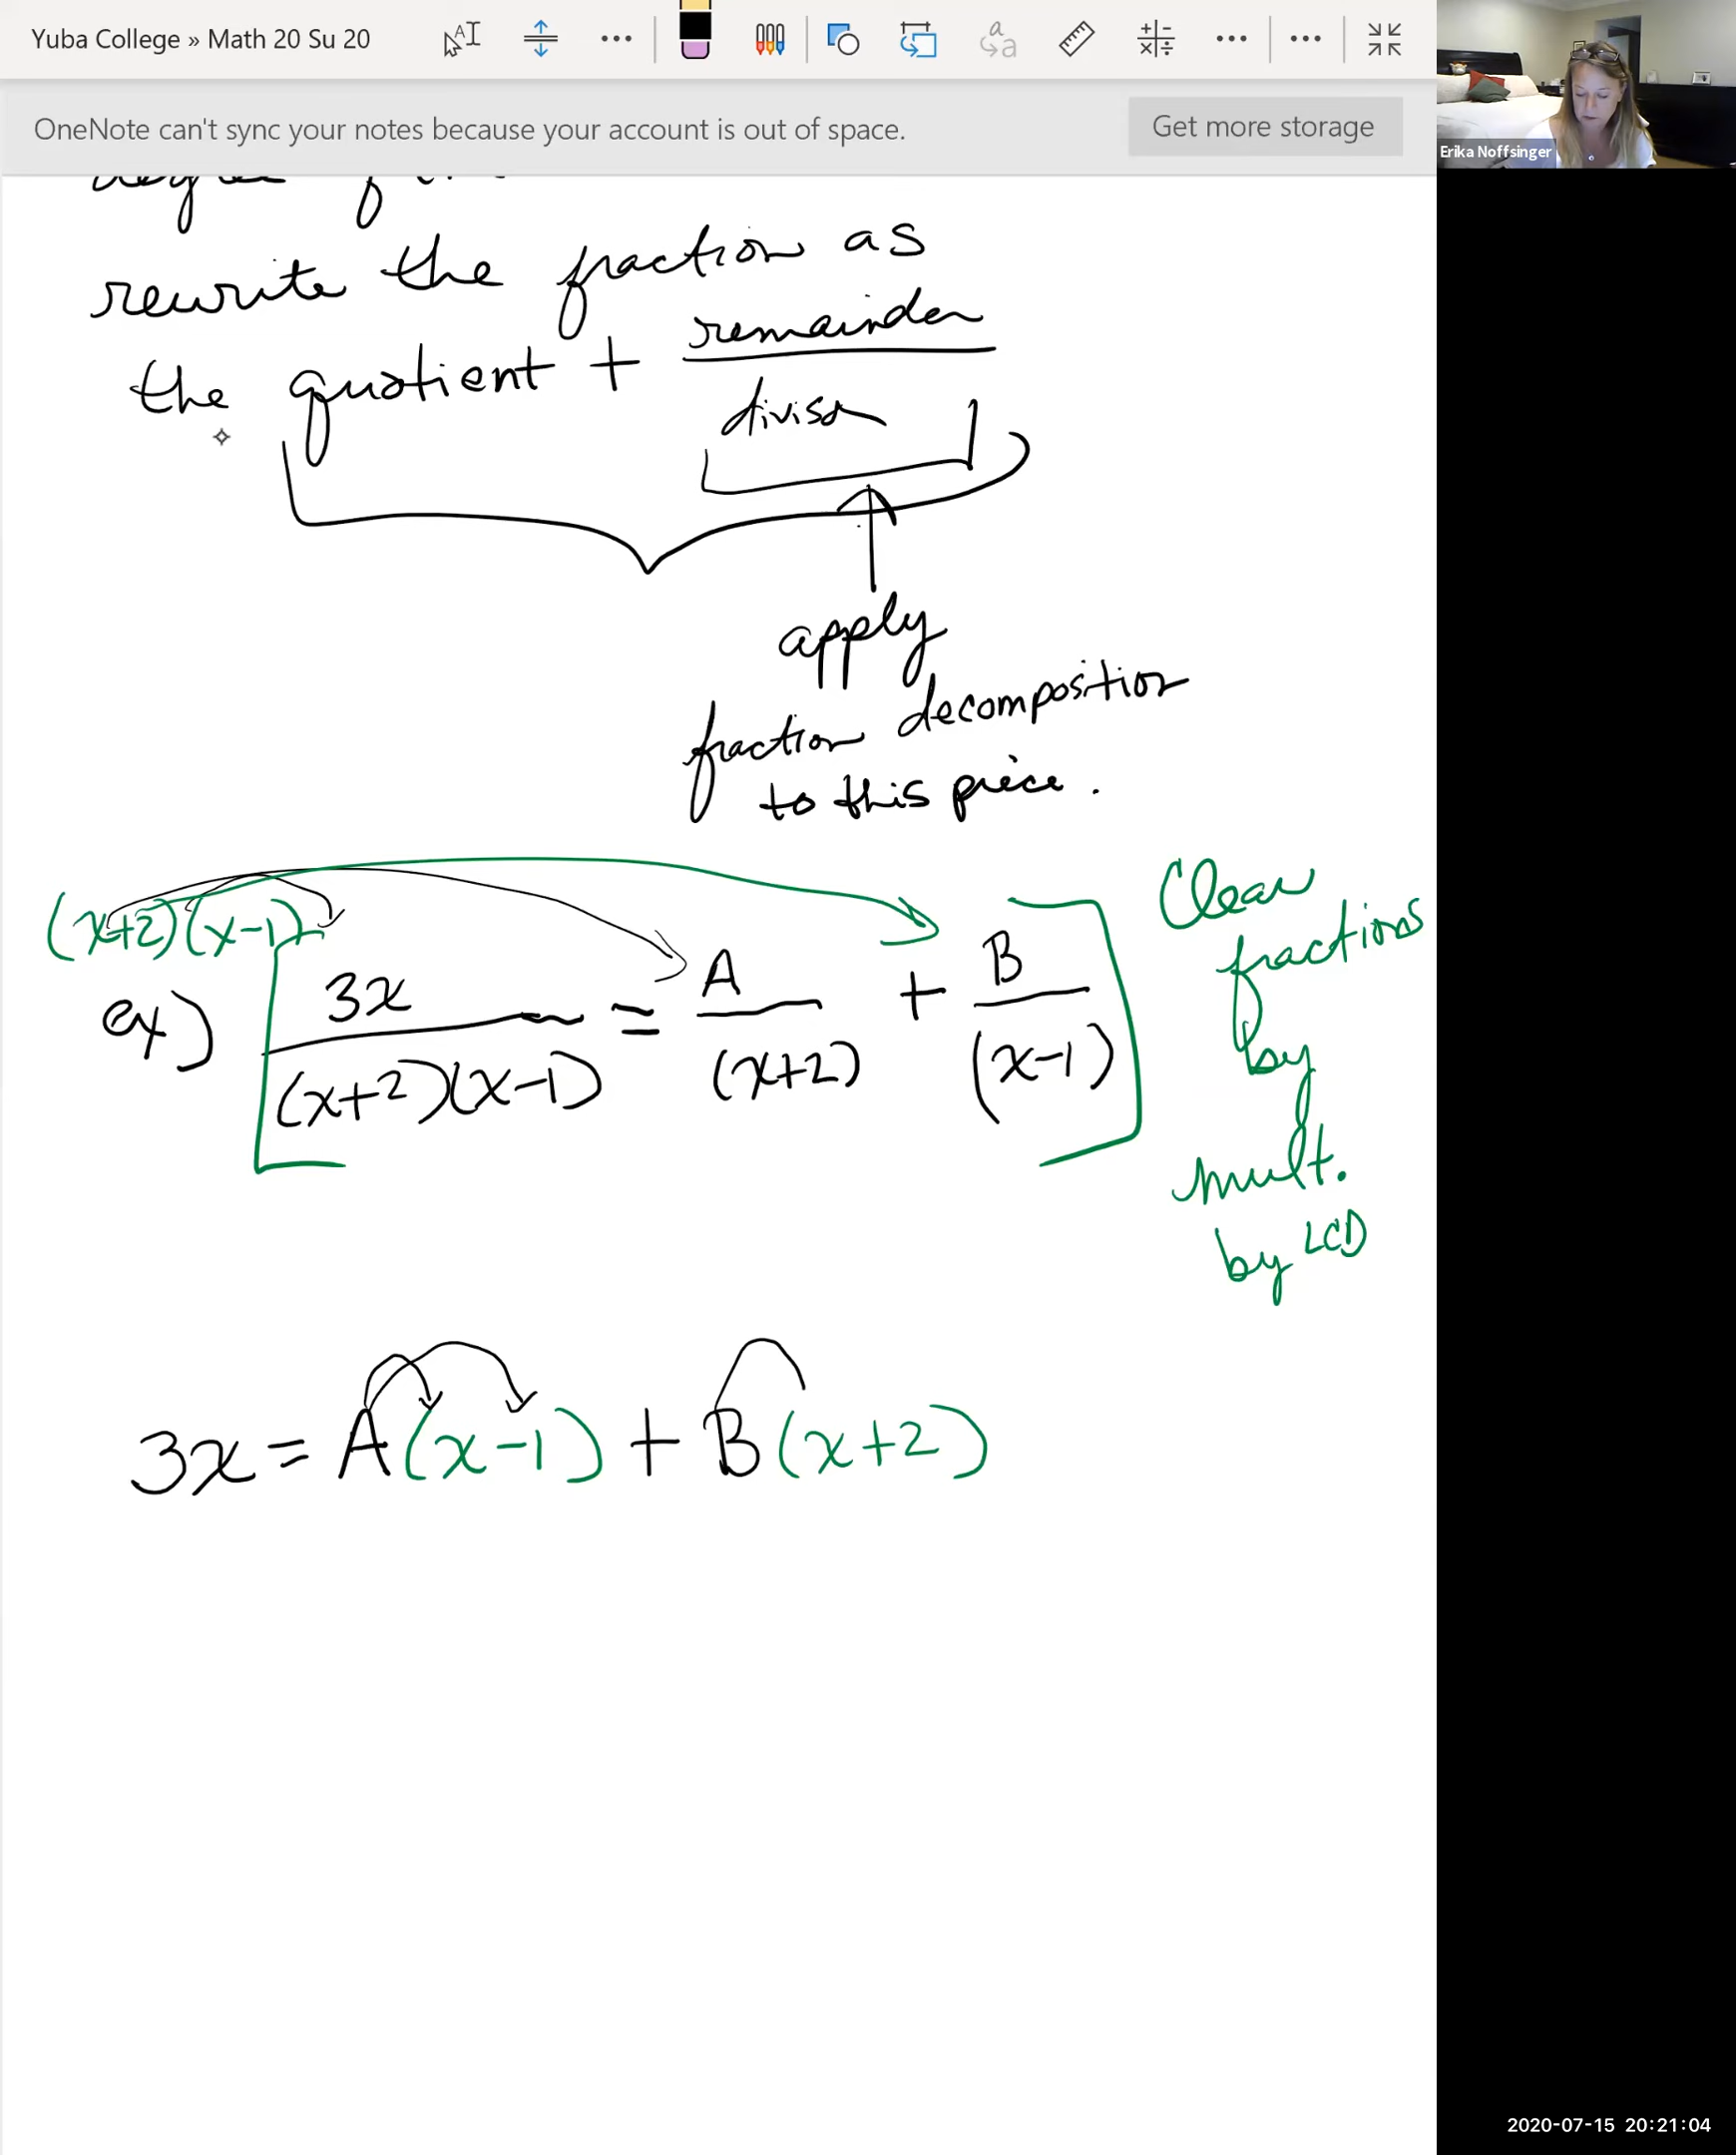 Yuba College » Math 20 Su 20
OneNote can't sync your notes because your account is out of space.
Get more storage
Erika Noffsinger
rewrite the fraction as
the quotient + remainder
divisor
apply
fraction decomposition
to this piece.
(x+2)(x-1)
ex) 3x = A + B
(x+2)(x-1) (x+2) (x-1)
Clear
fractions
by
mult.
by LCD
3x = A(x-1) + B(x+2)
2020-07-15 20:21:04